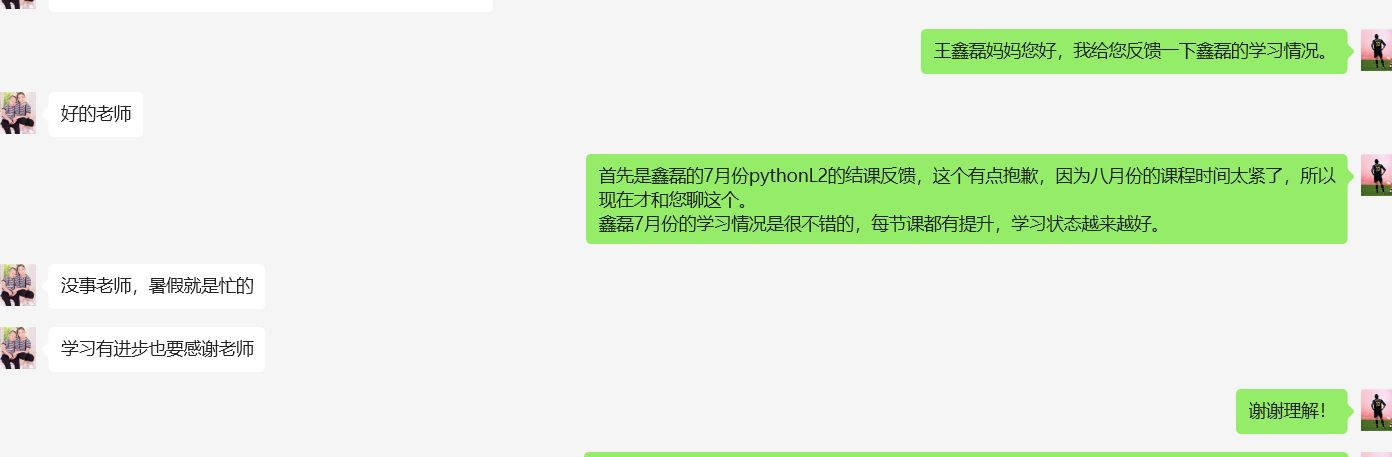 王鑫磊妈妈您好，我给您反馈一下鑫磊的学习情况。
好的老师
首先是鑫磊的7月份pythonL2的结课反馈，这个有点抱歉，因为八月份的课程时间太紧了，所以
现在才和您聊这个。
鑫磊7月份的学习情况是很不错的，每节课都有提升，学习状态越来越好。
没事老师，暑假就是忙的
学习有进步也要感谢老师
谢谢理解！